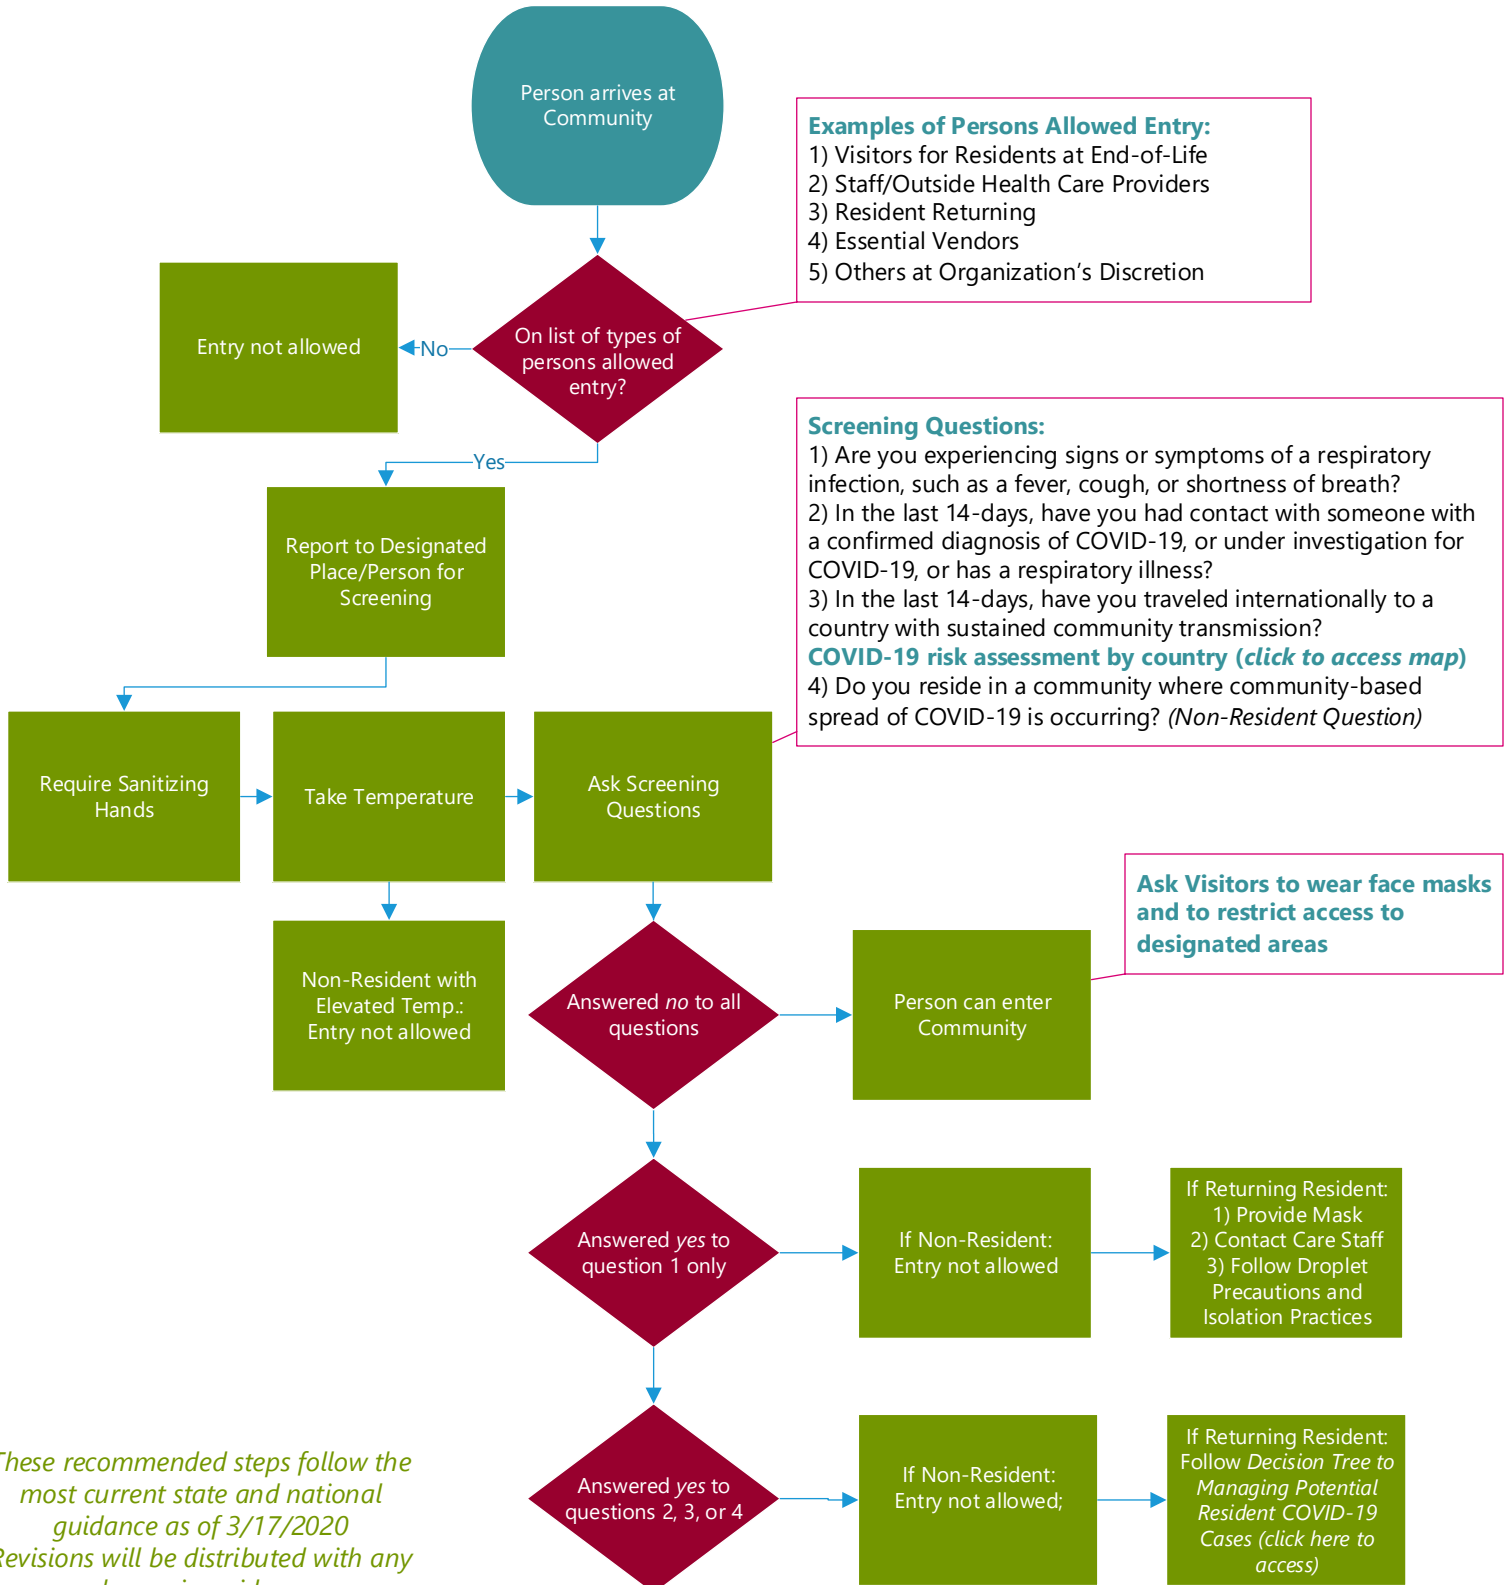 Person arrives at
Community
Examples of Persons Allowed Entry:
1) Visitors for Residents at End-of-Life
2) Staff/Outside Health Care Providers
3) Resident Returning
4) Essential Vendors
5) Others at Organization's Discretion
On list of types of
persons allowed
entry?
No
Entry not allowed
Yes
Screening Questions:
1) Are you experiencing signs or symptoms of a respiratory
infection, such as a fever, cough, or shortness of breath?
2) In the last 14-days, have you had contact with someone with
a confirmed diagnosis of COVID-19, or under investigation for
COVID-19, or has a respiratory illness?
3) In the last 14-days, have you traveled internationally to a
country with sustained community transmission?
COVID-19 risk assessment by country (click to access map)
4) Do you reside in a community where community-based
spread of COVID-19 is occurring? (Non-Resident Question)
Report to Designated
Place/Person for
Screening
Require Sanitizing
Hands
Take Temperature
Ask Screening
Questions
Non-Resident with
Elevated Temp.:
Entry not allowed
Answered no to all
questions
Person can enter
Community
Ask Visitors to wear face masks
and to restrict access to
designated areas
Answered yes to
question 1 only
If Non-Resident:
Entry not allowed
If Returning Resident:
1) Provide Mask
2) Contact Care Staff
3) Follow Droplet
Precautions and
Isolation Practices
Answered yes to
questions 2, 3, or 4
If Non-Resident:
Entry not allowed;
If Returning Resident:
Follow Decision Tree to
Managing Potential
Resident COVID-19
Cases (click here to
access)
These recommended steps follow the
most current state and national
guidance as of 3/17/2020
Revisions will be distributed with any